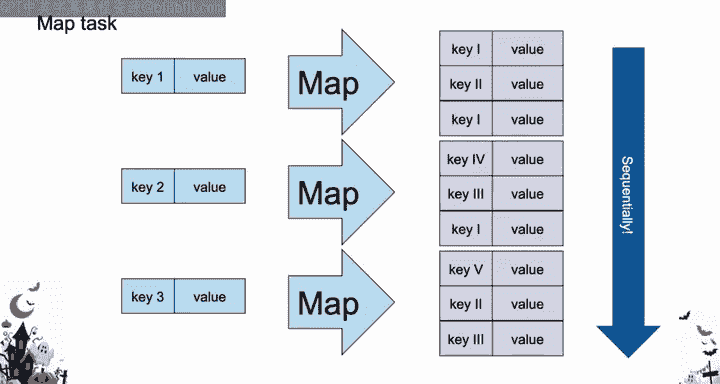 Map task
key 1 value
Map
key I value
key II value
key I value
key 2 value
Map
key IV value
key III value
key I value
key 3 value
Map
key V value
key II value
key III value
Sequentially!